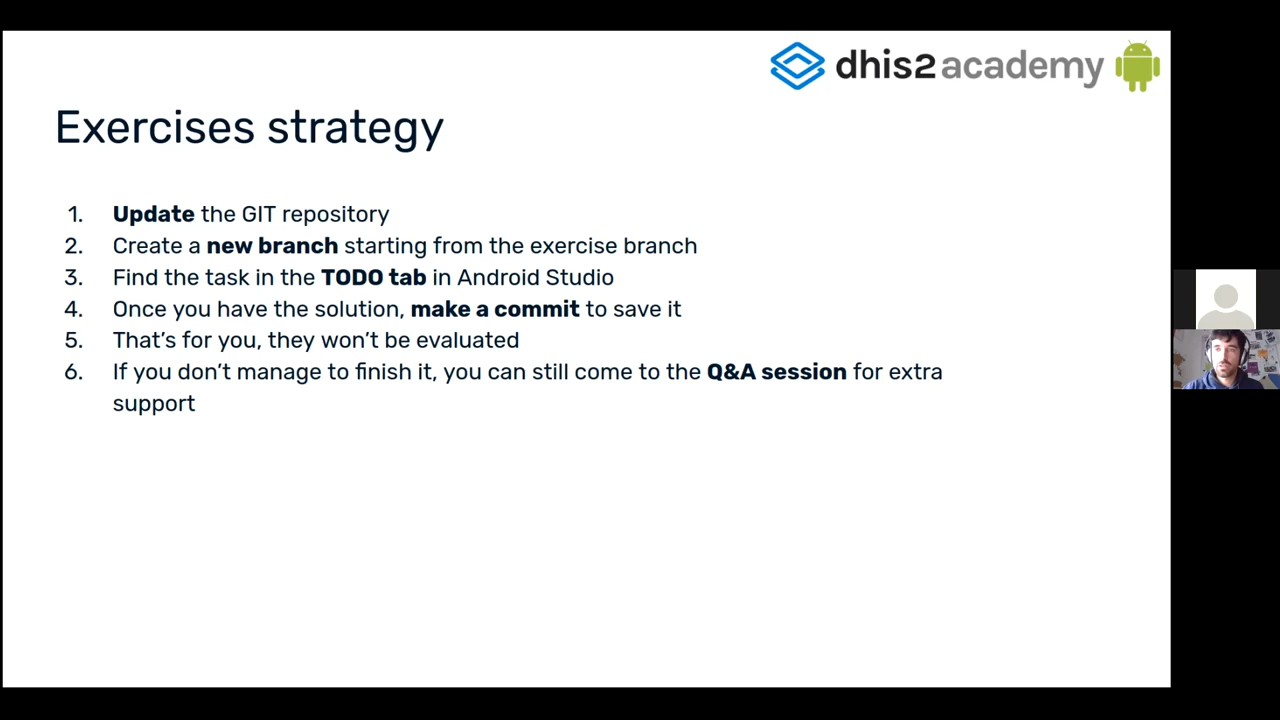 dhis2 academy
Exercises strategy
1. Update the GIT repository
2. Create a new branch starting from the exercise branch
3. Find the task in the TODO tab in Android Studio
4. Once you have the solution, make a commit to save it
5. That's for you, they won't be evaluated
6. If you don't manage to finish it, you can still come to the Q&A session for extra
support